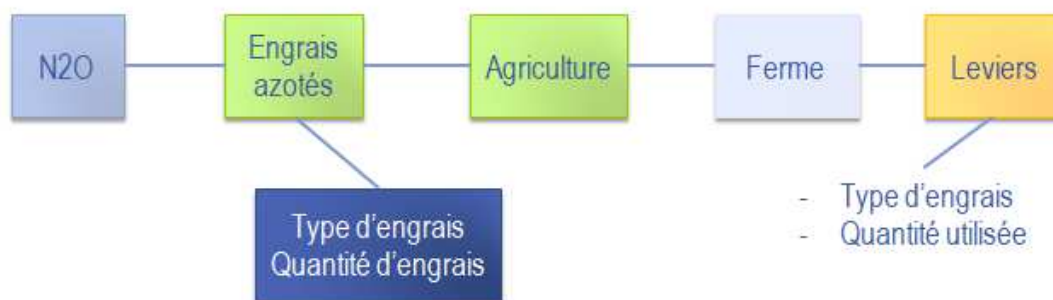 N2O
Engrais
azotés
Agriculture
Ferme
Leviers
Type d'engrais
Quantité d'engrais
- Type d'engrais
- Quantité utilisée